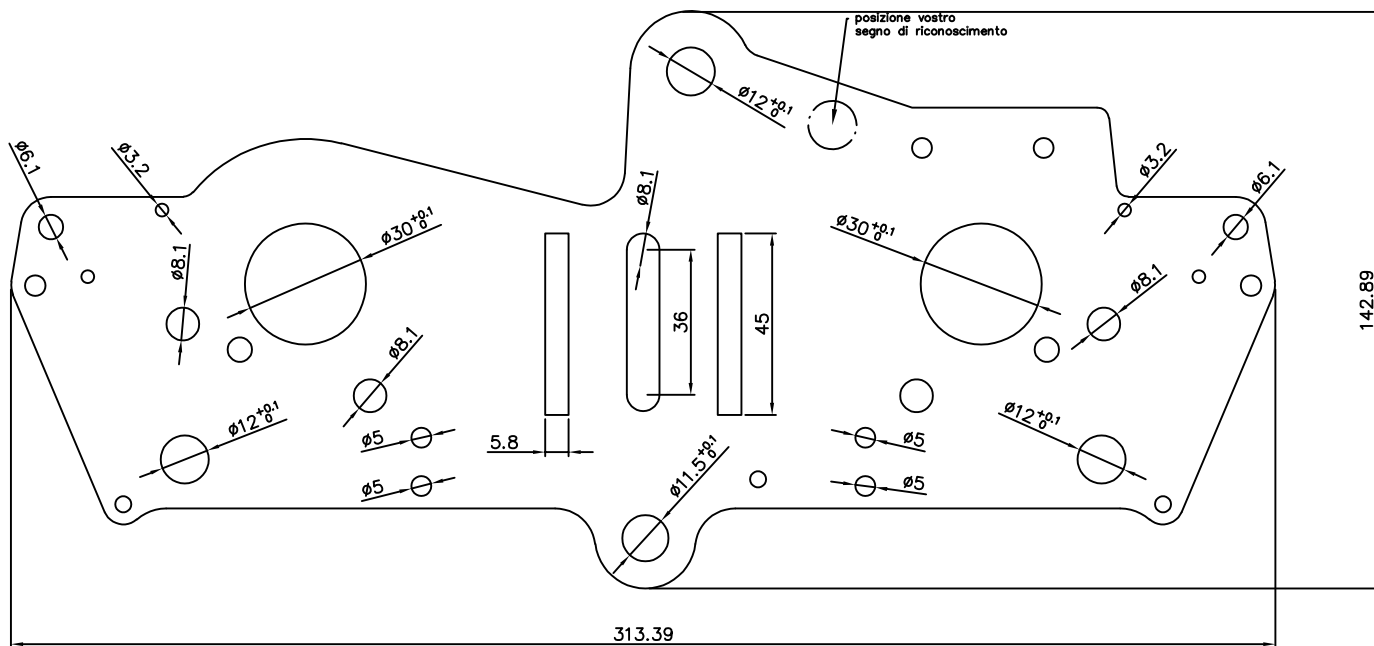 posizione vostro
segno di riconoscimento
ø12 +0.1 0
ø6.1
ø3.2
ø8.1
ø3.2
ø6.1
ø30 +0.1 0
ø30 +0.1 0
ø8.1
ø8.1
142.89
36
45
ø8.1
ø12 +0.1 0
ø12 +0.1 0
ø5
5.8
ø5
ø5
ø11.5 +0.1 0
ø5
313.39